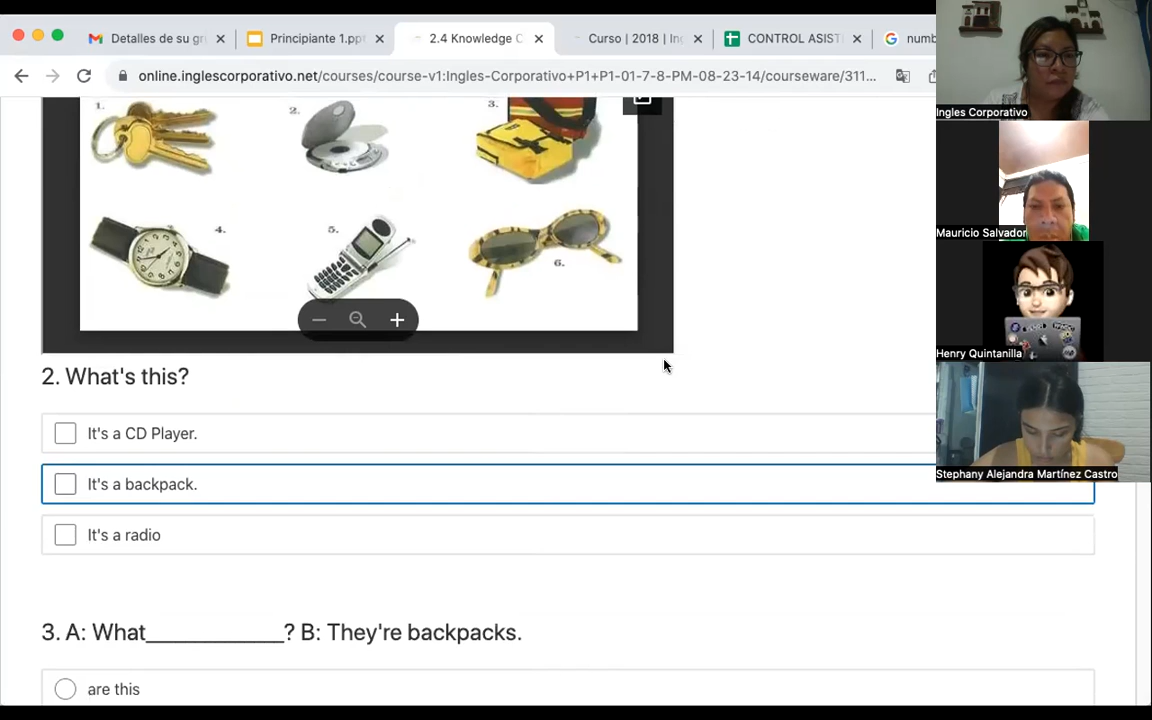 Detalles de su gr
Principiante 1.ppt
2.4 Knowledge C
Curso | 2018 | In
CONTROL ASIST
numb
online.inglescorporativo.net/courses/course-v1:Ingles-Corporativo+P1+P1-01-7-8-PM-08-23-14/courseware/311...
1.
2.
3.
4.
5.
6.
2. What's this?
It's a CD Player.
It's a backpack.
It's a radio
3. A: What______________? B: They're backpacks.
are this
Ingles Corporativo
Mauricio Salvador
Henry Quintanilla
Stephany Alejandra Martínez Castro